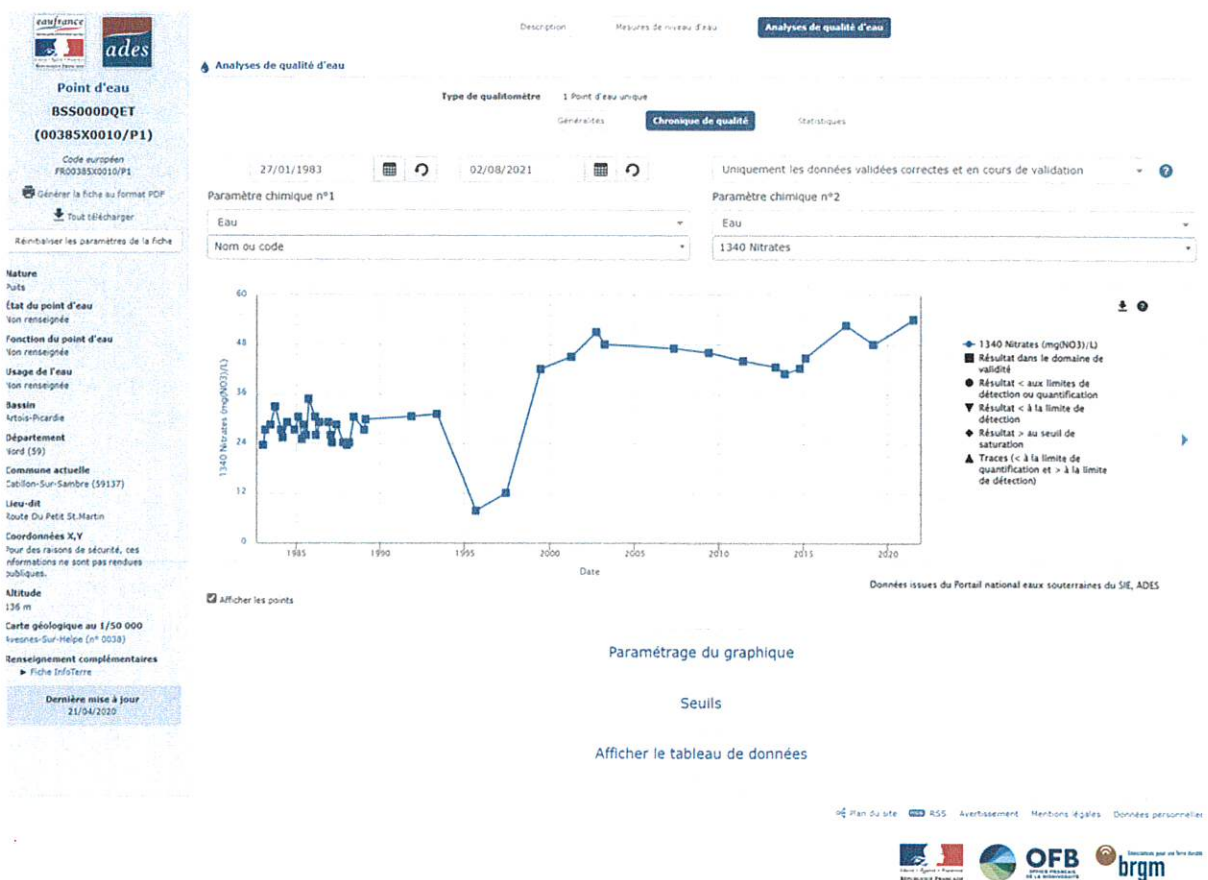 eaufrance
ades
Point d'eau
BSS000DQET
(00385X0010/P1)
Code européen
FR00385X0010/P1
Générer la fiche au format PDF
Tout télécharger
Réinitialiser les paramètres de la fiche
Nature
Puits
État du point d'eau
Non renseignée
Fonction du point d'eau
Non renseignée
Usage de l'eau
Non renseignée
Bassin
Artois-Picardie
Département
Nord (59)
Commune actuelle
Catillon-Sur-Sambre (59137)
Lieu-dit
Route Du Petit St.Martin
Coordonnées X,Y
Pour des raisons de sécurité, ces
informations ne sont pas rendues
publiques.
Altitude
136 m
Carte géologique au 1/50 000
Avesnes-Sur-Helpe (n° 0038)
Renseignement complémentaires
► Fiche InfoTerre
Dernière mise à jour
21/04/2020
Description Mesures de niveau d'eau Analyses de qualité d'eau
Analyses de qualité d'eau
Type de qualitomètre 1 Point d'eau unique
Généralités Chronique de qualité Statistiques
27/01/1983 02/08/2021 Uniquement les données validées correctes et en cours de validation
Paramètre chimique n°1 Paramètre chimique n°2
Eau Eau
Nom ou code 1340 Nitrates
60
48
36
24
12
0
1340 Nitrates (mg(NO3)/L)
1985 1990 1995 2000 2005 2010 2015 2020
Date
1340 Nitrates (mg(NO3)/L)
Résultat dans le domaine de
validité
Résultat < aux limites de
détection ou quantification
Résultat < à la limite de
détection
Résultat > au seuil de
saturation
Traces (< à la limite de
quantification et > à la limite
de détection)
Données issues du Portail national eaux souterraines du SIE, ADES
Afficher les points
Paramétrage du graphique
Seuils
Afficher le tableau de données
Plan du site RSS Avertissement Mentions légales Données personnelles
RÉPUBLIQUE FRANÇAISE
OFB
OFFICE FRANÇAIS
DE LA BIODIVERSITÉ
brgm